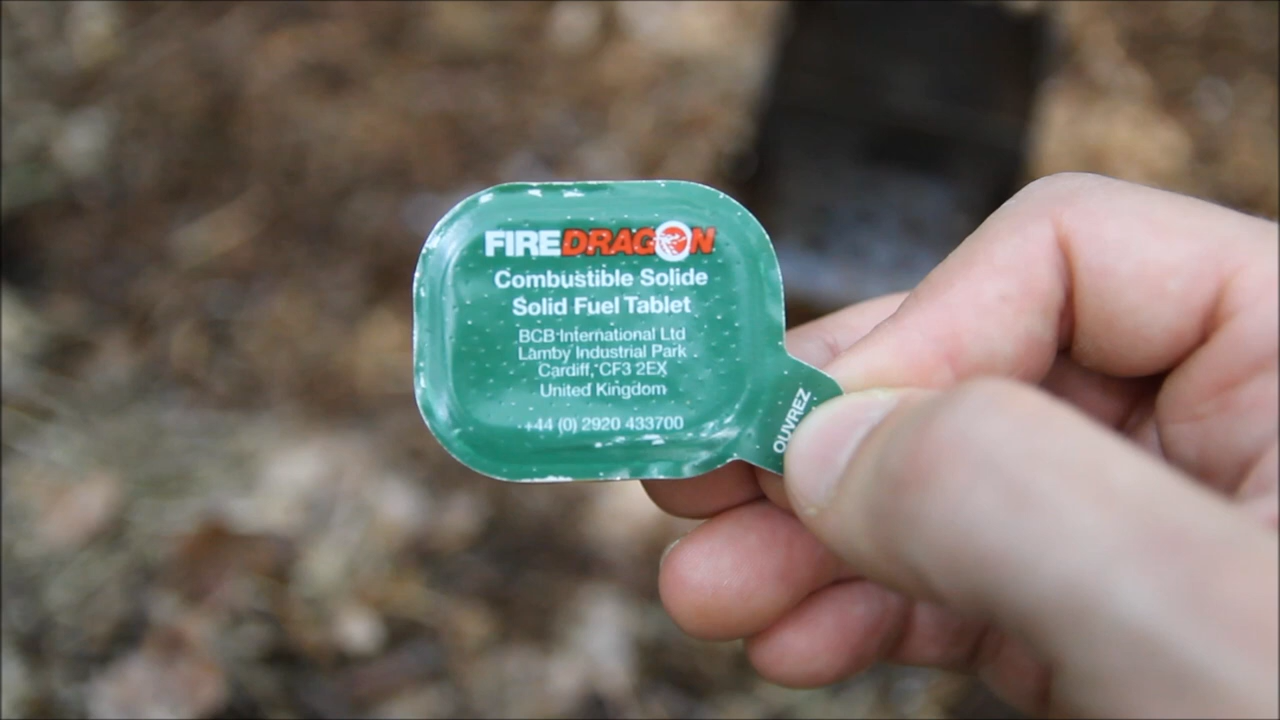 FIREDRAGON
Combustible Solide
Solid Fuel Tablet
BCB International Ltd
Lamby Industrial Park
Cardiff, CF3 2EX
United Kingdom
+44 (0) 2920 433700
OUVREZ